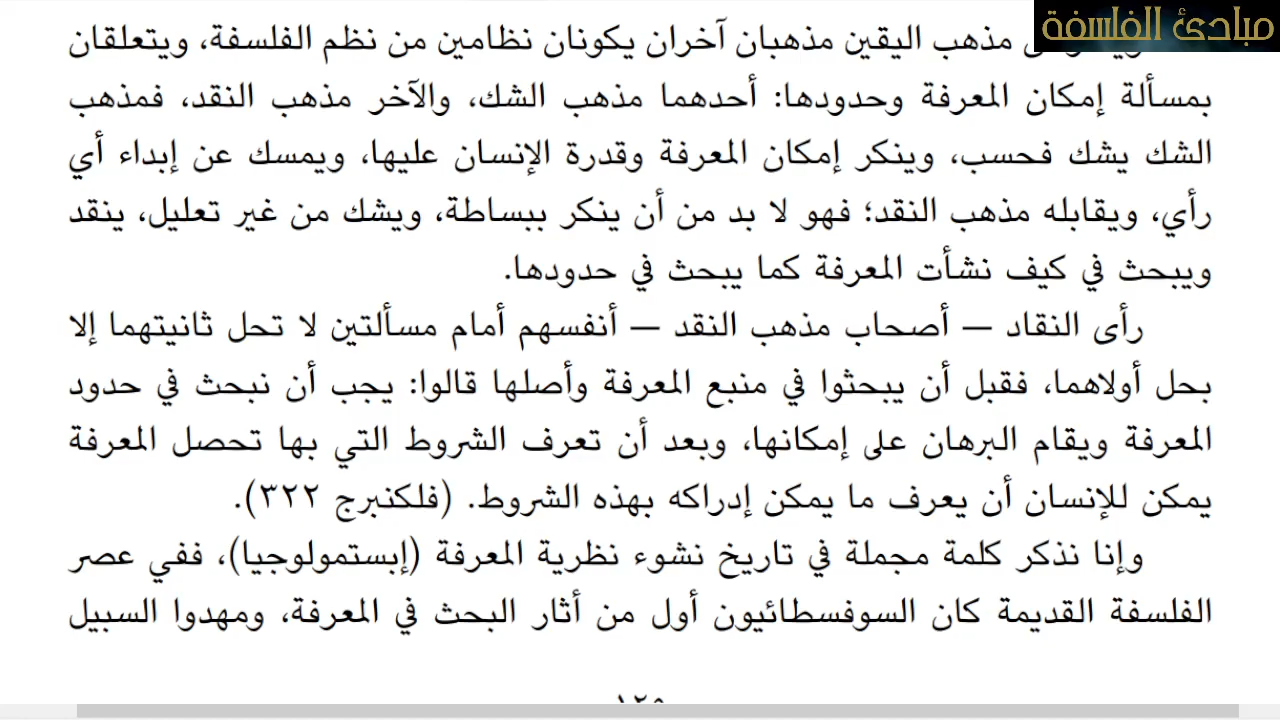 مبادئ الفلسفة
مذهب اليقين مذهبان آخران يكونان نظامين من نظم الفلسفة، ويتعلقان
بمسألة إمكان المعرفة وحدودها: أحدهما مذهب الشك، والآخر مذهب النقد، فمذهب
الشك يشك فحسب، وينكر إمكان المعرفة وقدرة الإنسان عليها، ويمسك عن إبداء أي
رأي، ويقابله مذهب النقد؛ فهو لا بد من أن ينكر ببساطة، ويشك من غير تعليل، ينقد
ويبحث في كيف نشأت المعرفة كما يبحث في حدودها.
رأى النقاد — أصحاب مذهب النقد — أنفسهم أمام مسألتين لا تحل ثانيتهما إلا
بحل أولاهما، فقبل أن يبحثوا في منبع المعرفة وأصلها قالوا: يجب أن نبحث في حدود
المعرفة ويقام البرهان على إمكانها، وبعد أن تعرف الشروط التي بها تحصل المعرفة
يمكن للإنسان أن يعرف ما يمكن إدراكه بهذه الشروط. (فلكنبرج ٣٢٢).
وإنا نذكر كلمة مجملة في تاريخ نشوء نظرية المعرفة (إبستمولوجيا)، ففي عصر
الفلسفة القديمة كان السوفسطائيون أول من أثار البحث في المعرفة، ومهدوا السبيل